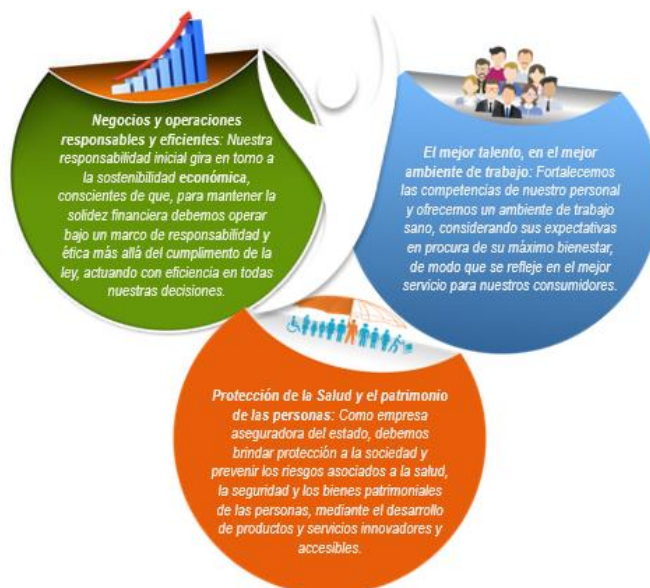 Negocios y operaciones
responsables y eficientes: Nuestra
responsabilidad inicial gira en torno a
la sostenibilidad económica,
conscientes de que, para mantener la
solidez financiera debemos operar
bajo un marco de responsabilidad y
ética más allá del cumplimento de la
ley, actuando con eficiencia en todas
nuestras decisiones.
El mejor talento, en el mejor
ambiente de trabajo: Fortalecemos
las competencias de nuestro personal
y ofrecemos un ambiente de trabajo
sano, considerando sus expectativas
en procura de su máximo bienestar,
de modo que se refleje en el mejor
servicio para nuestros consumidores.
Protección de la Salud y el patrimonio
de las personas: Como empresa
aseguradora del estado, debemos
brindar protección a la sociedad y
prevenir los riesgos asociados a la salud,
la seguridad y los bienes patrimoniales
de las personas, mediante el desarrollo
de productos y servicios innovadores y
accesibles.